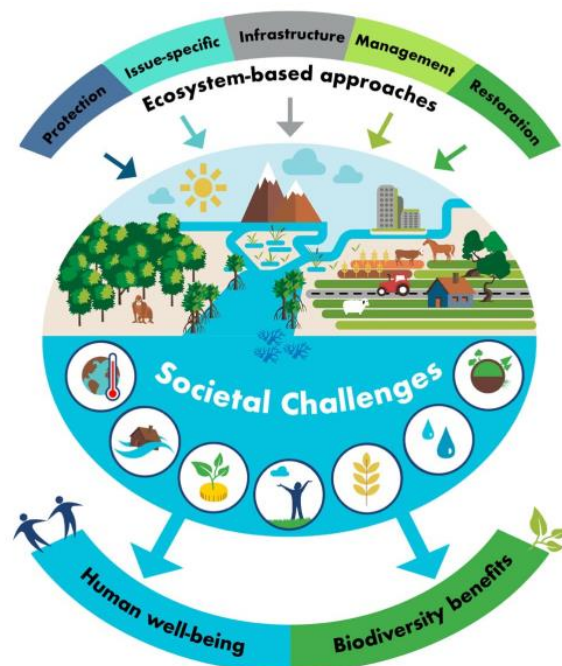 Protection
Issue-specific
Infrastructure
Management
Restoration
Ecosystem-based approaches
Societal Challenges
Human well-being
Biodiversity benefits